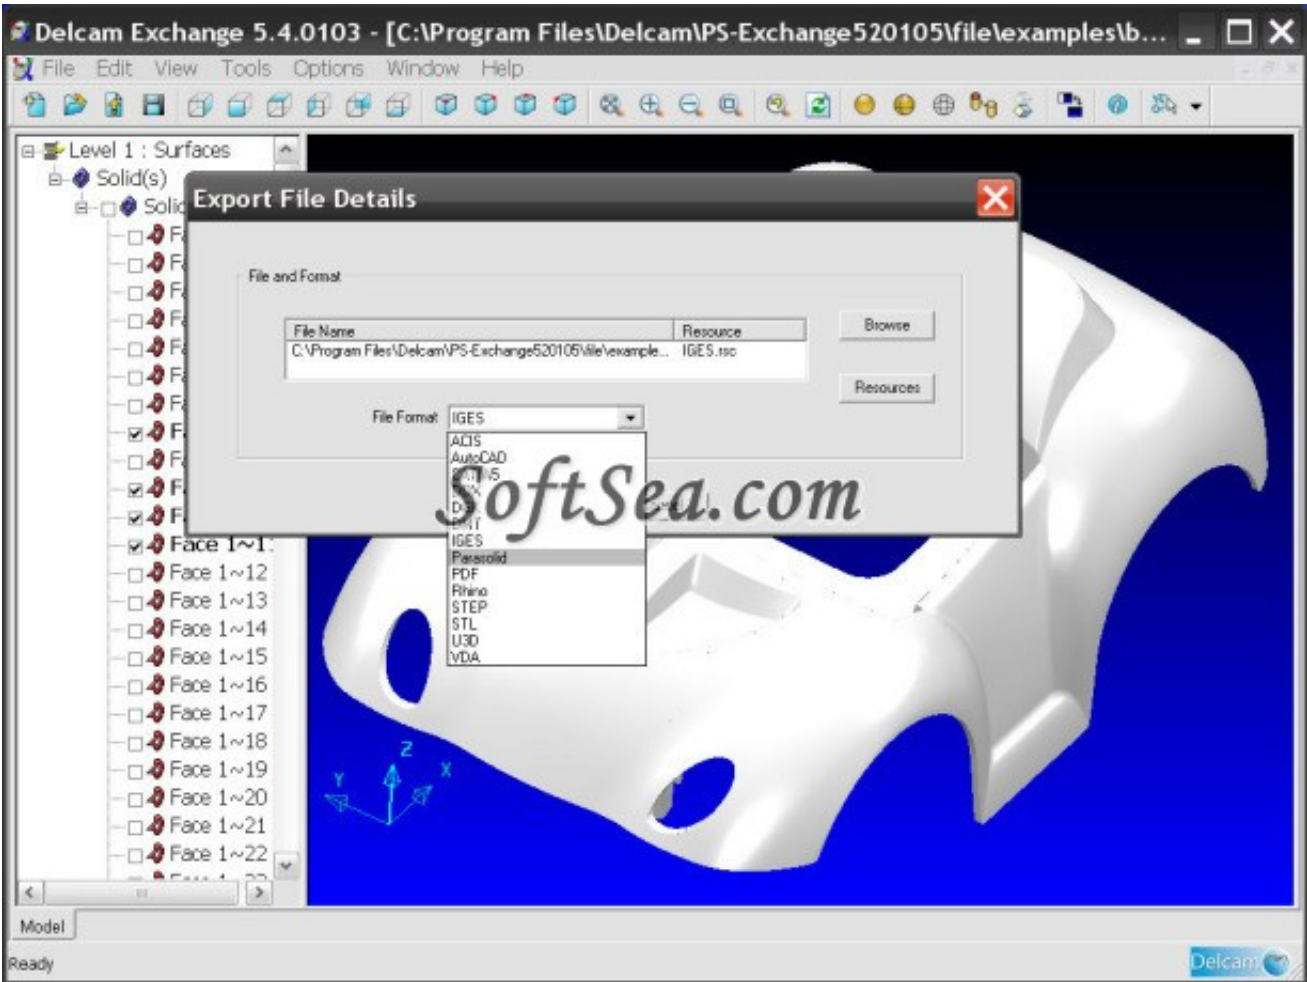 Delcam Exchange 5.4.0103 - [C:\Program Files\Delcam\PS-Exchange520105\file\examples\b...
File Edit View Tools Options Window Help
Level 1 : Surfaces
Solid(s)
Export File Details
File and Format
File Name Resource
C:\Program Files\Delcam\PS-Exchange520105\file\example... IGES.rsc
Browse
Resources
File Format IGES
ACIS
AutoCAD
SoftSea.com
IGES
Parasolid
PDF
Rhino
STEP
STL
U3D
VDA
Face 1~12
Face 1~13
Face 1~14
Face 1~15
Face 1~16
Face 1~17
Face 1~18
Face 1~19
Face 1~20
Face 1~21
Face 1~22
Z
Y
X
Model
Ready
Delcam